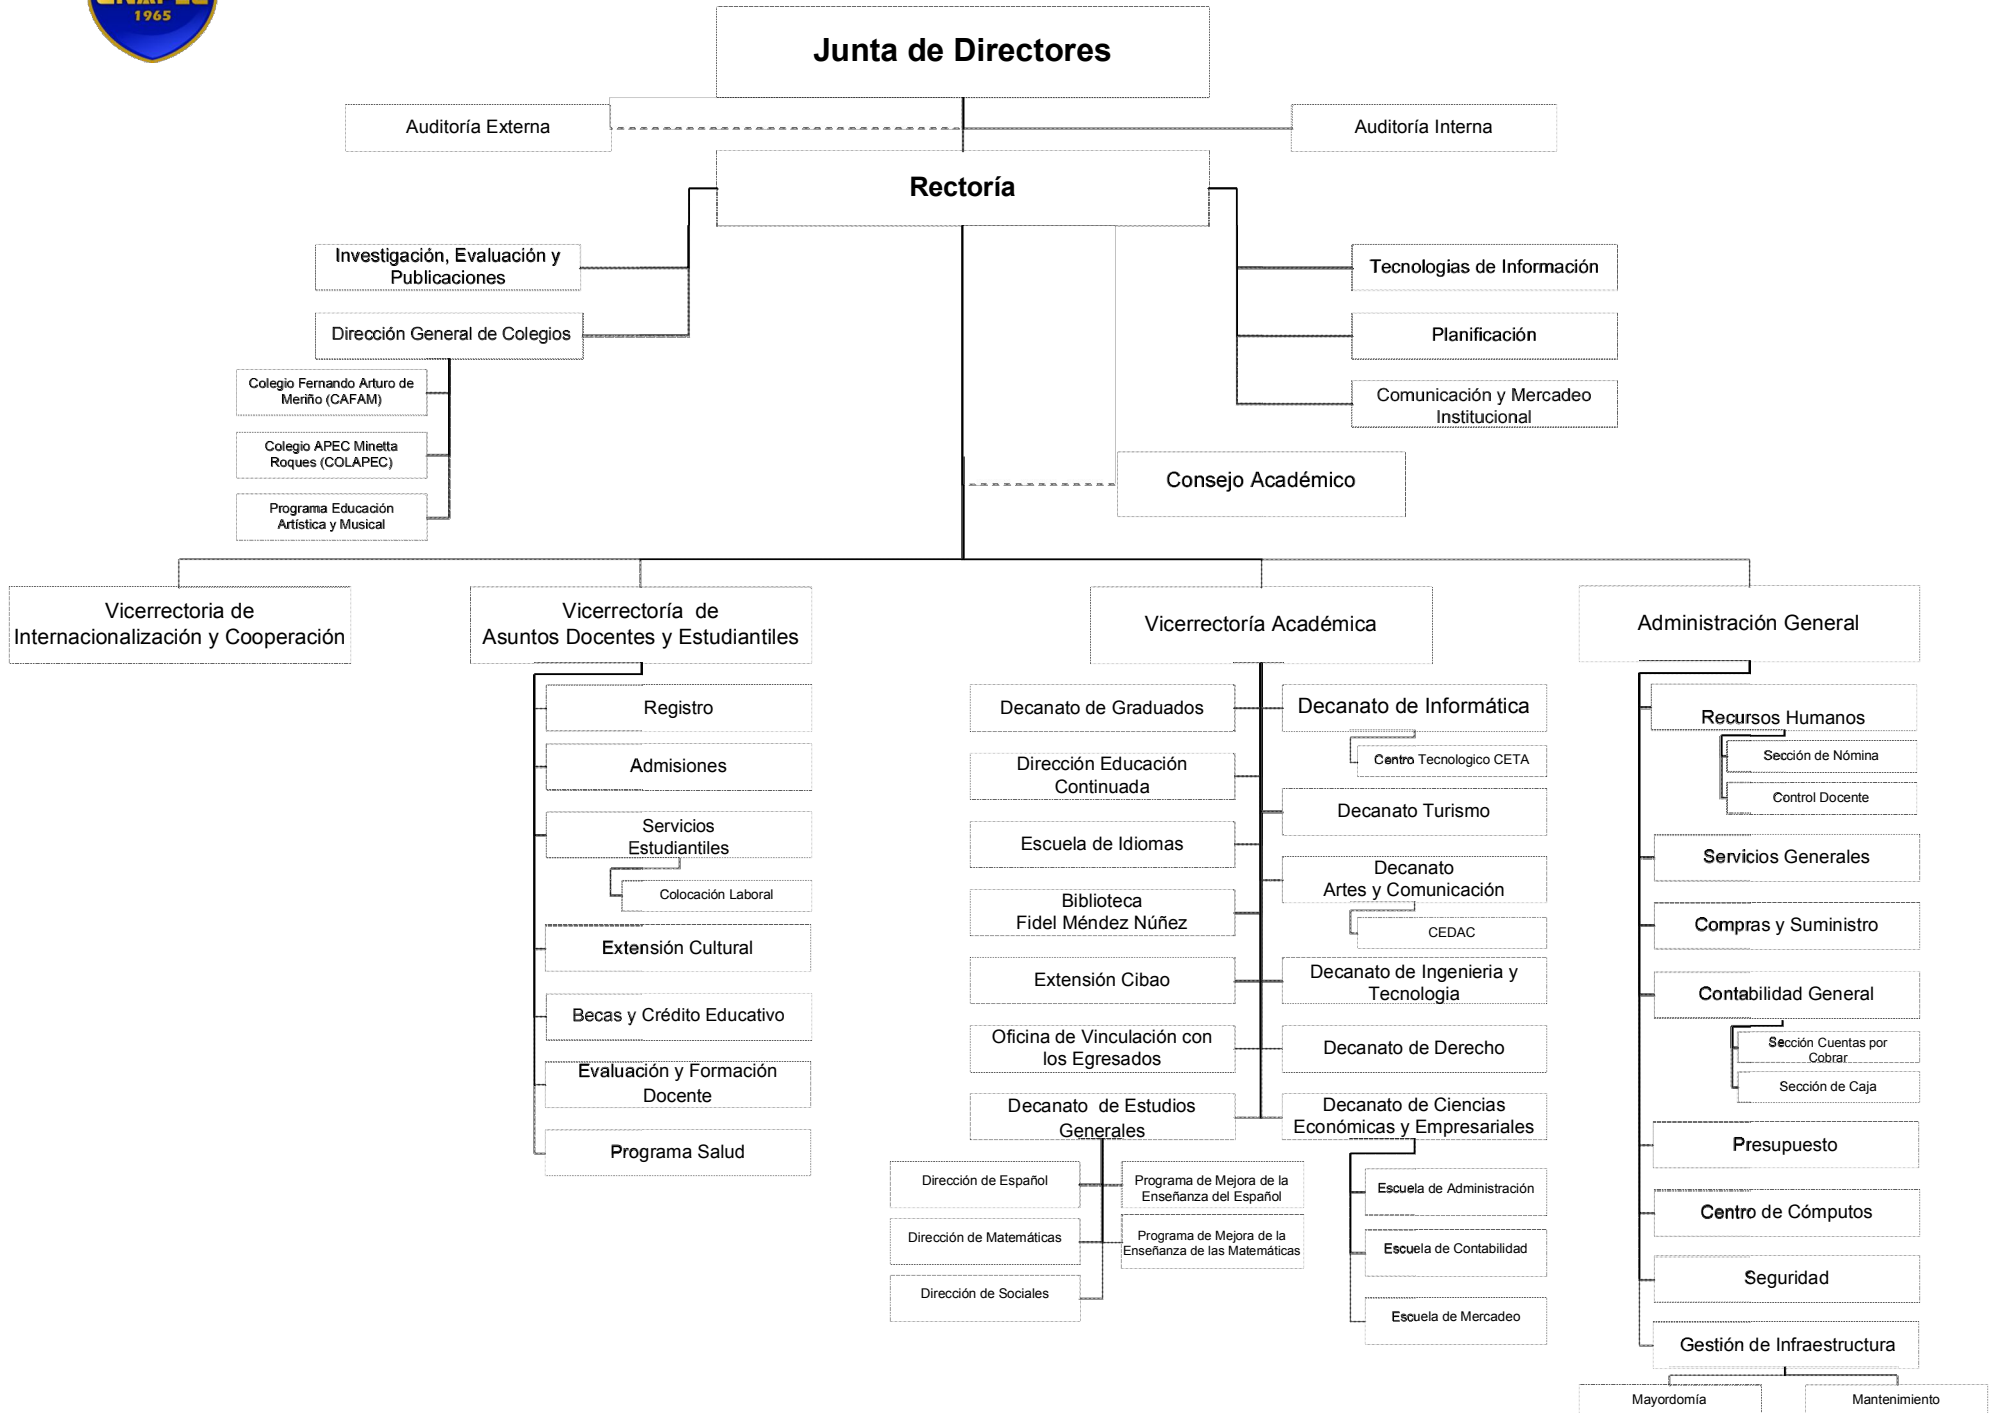 1965
Junta de Directores
Auditoría Externa
Auditoría Interna
Rectoría
Investigación, Evaluación y
Publicaciones
Dirección General de Colegios
Colegio Fernando Arturo de
Meriño (CAFAM)
Colegio APEC Minetta
Roques (COLAPEC)
Programa Educación
Artística y Musical
Tecnologias de Información
Planificación
Comunicación y Mercadeo
Institucional
Consejo Académico
Vicerrectoria de
Internacionalización y Cooperación
Vicerrectoría de
Asuntos Docentes y Estudiantiles
Registro
Admisiones
Servicios
Estudiantiles
Colocación Laboral
Extensión Cultural
Becas y Crédito Educativo
Evaluación y Formación
Docente
Programa Salud
Vicerrectoría Académica
Decanato de Graduados
Dirección Educación
Continuada
Escuela de Idiomas
Biblioteca
Fidel Méndez Núñez
Extensión Cibao
Oficina de Vinculación con
los Egresados
Decanato de Estudios
Generales
Dirección de Español
Dirección de Matemáticas
Dirección de Sociales
Programa de Mejora de la
Enseñanza del Español
Programa de Mejora de la
Enseñanza de las Matemáticas
Decanato de Informática
Centro Tecnologico CETA
Decanato Turismo
Decanato
Artes y Comunicación
CEDAC
Decanato de Ingenieria y
Tecnologia
Decanato de Derecho
Decanato de Ciencias
Económicas y Empresariales
Escuela de Administración
Escuela de Contabilidad
Escuela de Mercadeo
Administración General
Recursos Humanos
Sección de Nómina
Control Docente
Servicios Generales
Compras y Suministro
Contabilidad General
Sección Cuentas por
Cobrar
Sección de Caja
Presupuesto
Centro de Cómputos
Seguridad
Gestión de Infraestructura
Mayordomía
Mantenimiento